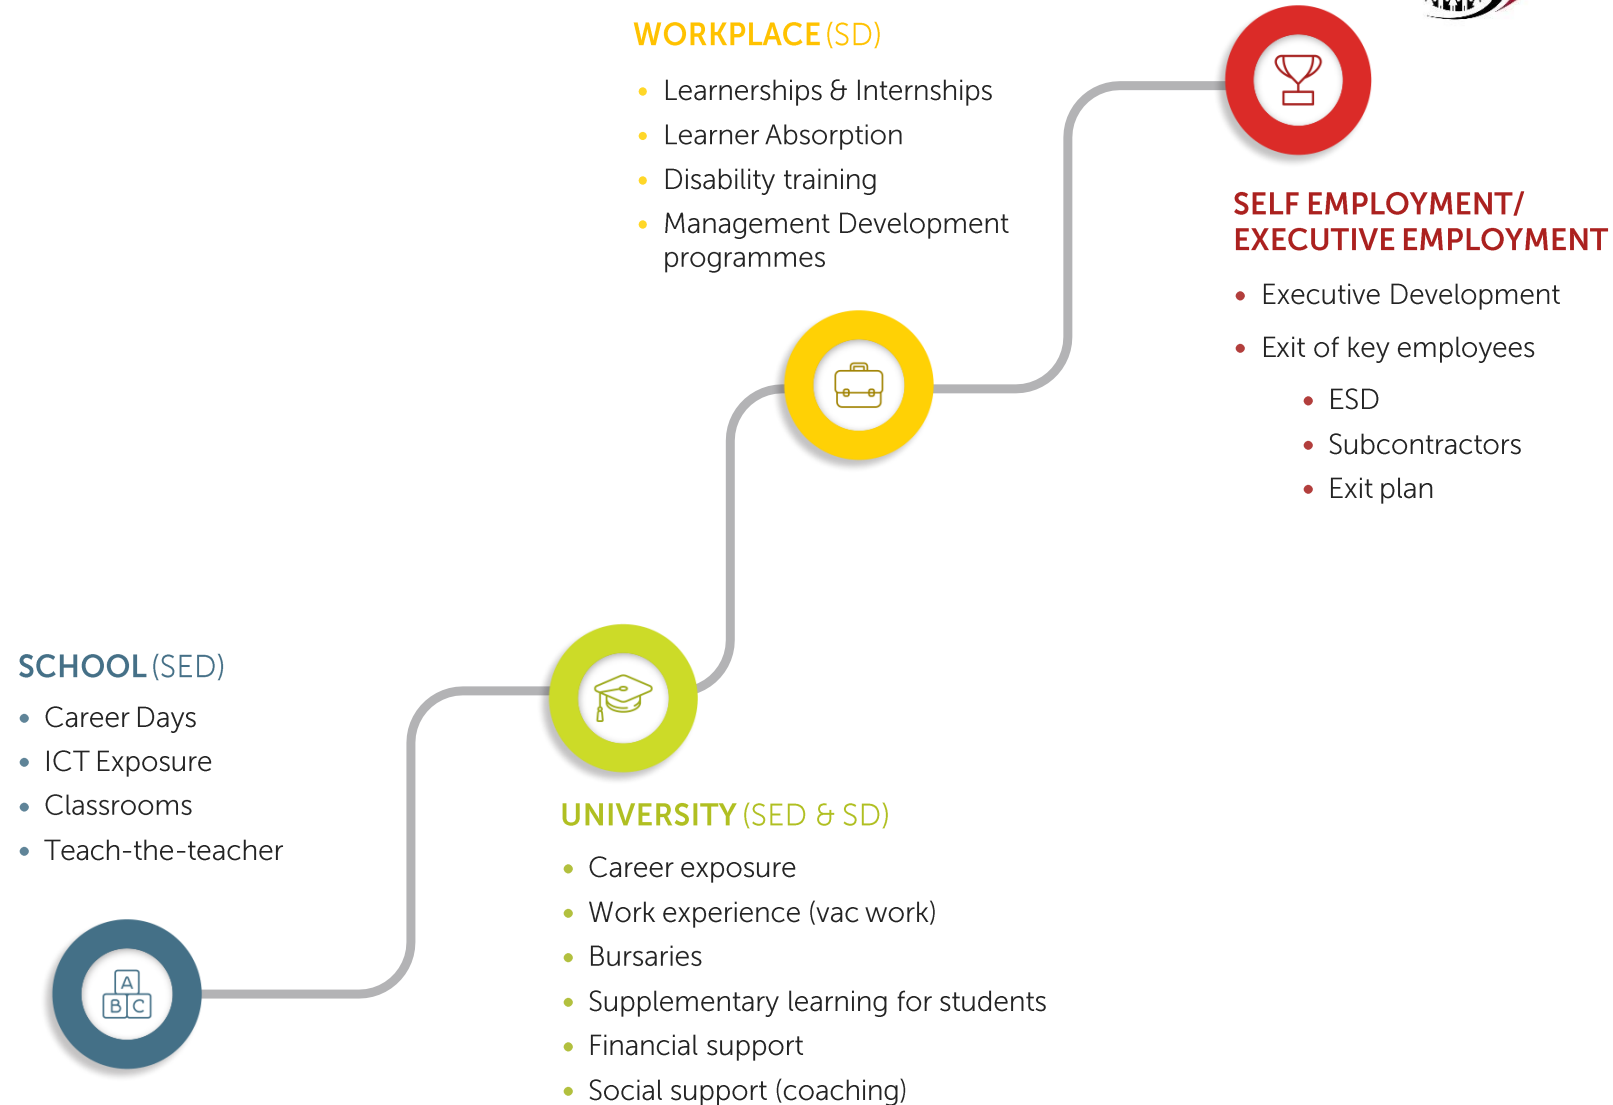 WORKPLACE (SD)
• Learnerships & Internships
• Learner Absorption
• Disability training
• Management Development
programmes
SELF EMPLOYMENT/
EXECUTIVE EMPLOYMENT
• Executive Development
• Exit of key employees
• ESD
• Subcontractors
• Exit plan
SCHOOL (SED)
• Career Days
• ICT Exposure
• Classrooms
• Teach-the-teacher
A
B C
UNIVERSITY (SED & SD)
• Career exposure
• Work experience (vac work)
• Bursaries
• Supplementary learning for students
• Financial support
• Social support (coaching)